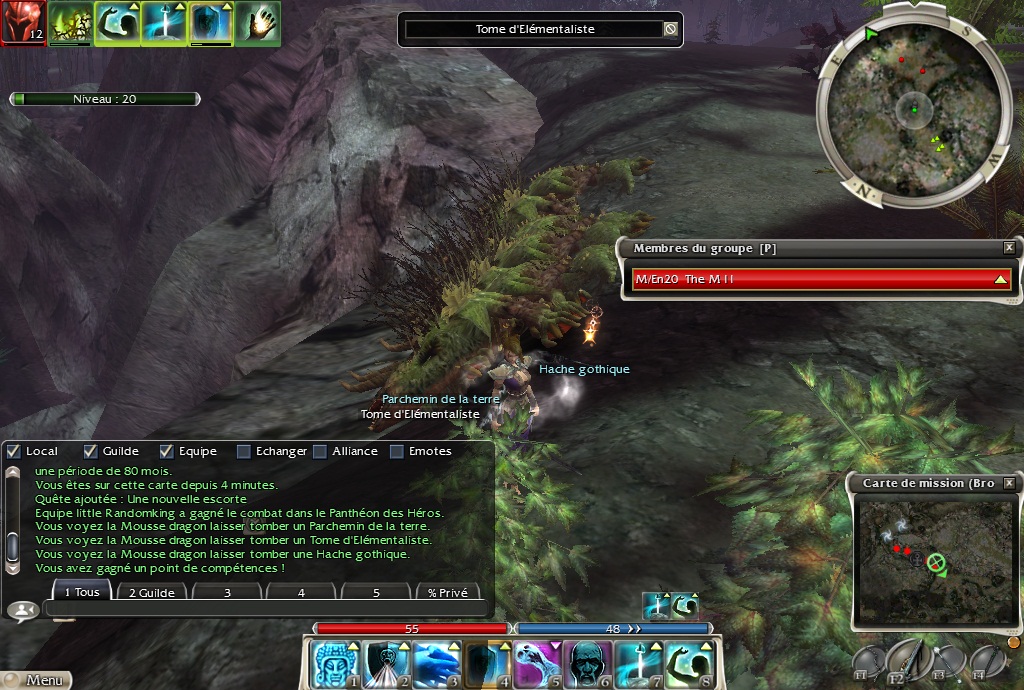 12
Tome d'Elémentaliste
Niveau : 20
E
S
W
N
Membres du groupe [P]
M/En20 The M I I
Hache gothique
Parchemin de la terre
Tome d'Elémentaliste
Local Guilde Equipe Echanger Alliance Emotes
une période de 80 mois.
Vous êtes sur cette carte depuis 4 minutes.
Quête ajoutée : Une nouvelle escorte
Equipe little Randomking a gagné le combat dans le Panthéon des Héros.
Vous voyez la Mousse dragon laisser tomber un Parchemin de la terre.
Vous voyez la Mousse dragon laisser tomber un Tome d'Elémentaliste.
Vous voyez la Mousse dragon laisser tomber une Hache gothique.
Vous avez gagné un point de compétences !
1 Tous 2 Guilde 3 4 5 % Privé
Carte de mission (Bro
55 48
1 2 3 4 5 6 7 8
F1 F2 F3 F4
Menu